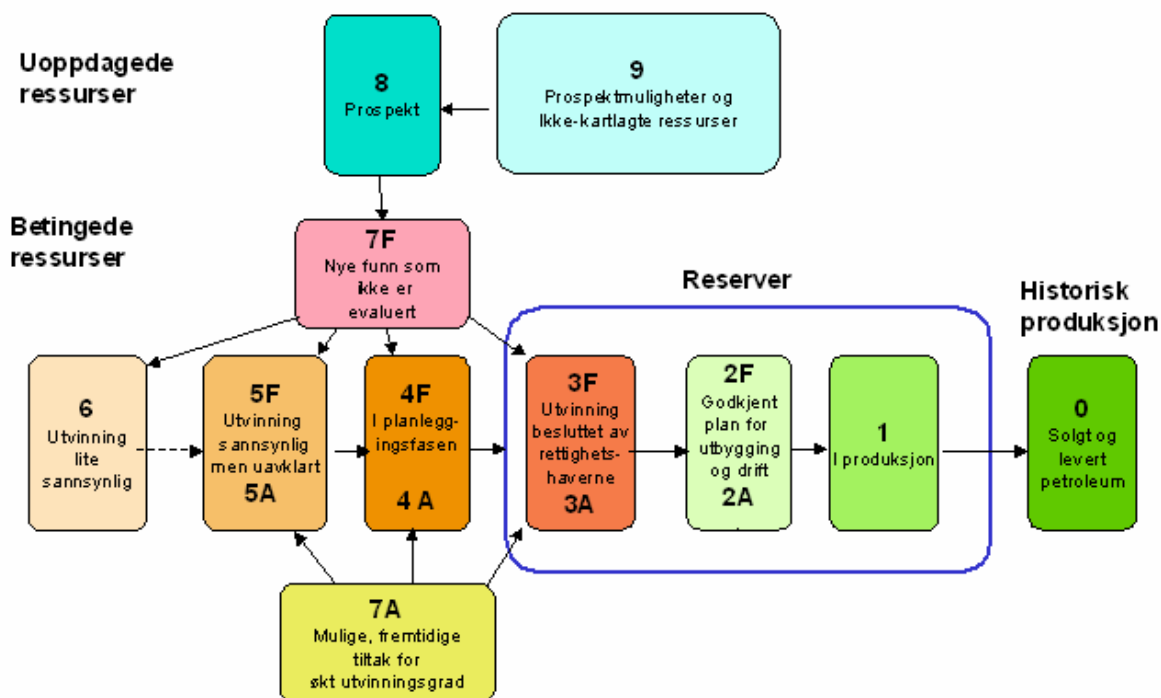 Uoppdagede
ressurser
8
Prospekt
9
Prospektmuligheter og
Ikke-kartlagte ressurser
Betingede
ressurser
7F
Nye funn som
ikke er
evaluert
Reserver
Historisk
produksjon
6
Utvinning
lite
sannsynlig
5F
Utvinning
sannsynlig
men uavklart
5A
4F
I planlegg-
ingsfasen
4 A
3F
Utvinning
besluttet av
rettighets-
haverne
3A
2F
Godkjent
plan for
utbygging
og drift
2A
1
I produksjon
0
Solgt og
levert
petroleum
7A
Mulige, fremtidige
tiltak for
økt utvinningsgrad